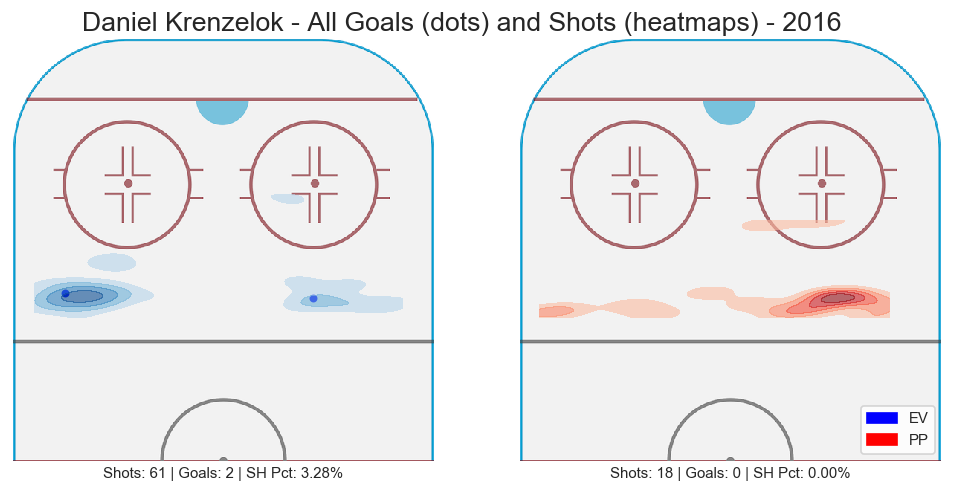 Daniel Krenzelok - All Goals (dots) and Shots (heatmaps) - 2016
EV
PP
Shots: 61 | Goals: 2 | SH Pct: 3.28%
Shots: 18 | Goals: 0 | SH Pct: 0.00%